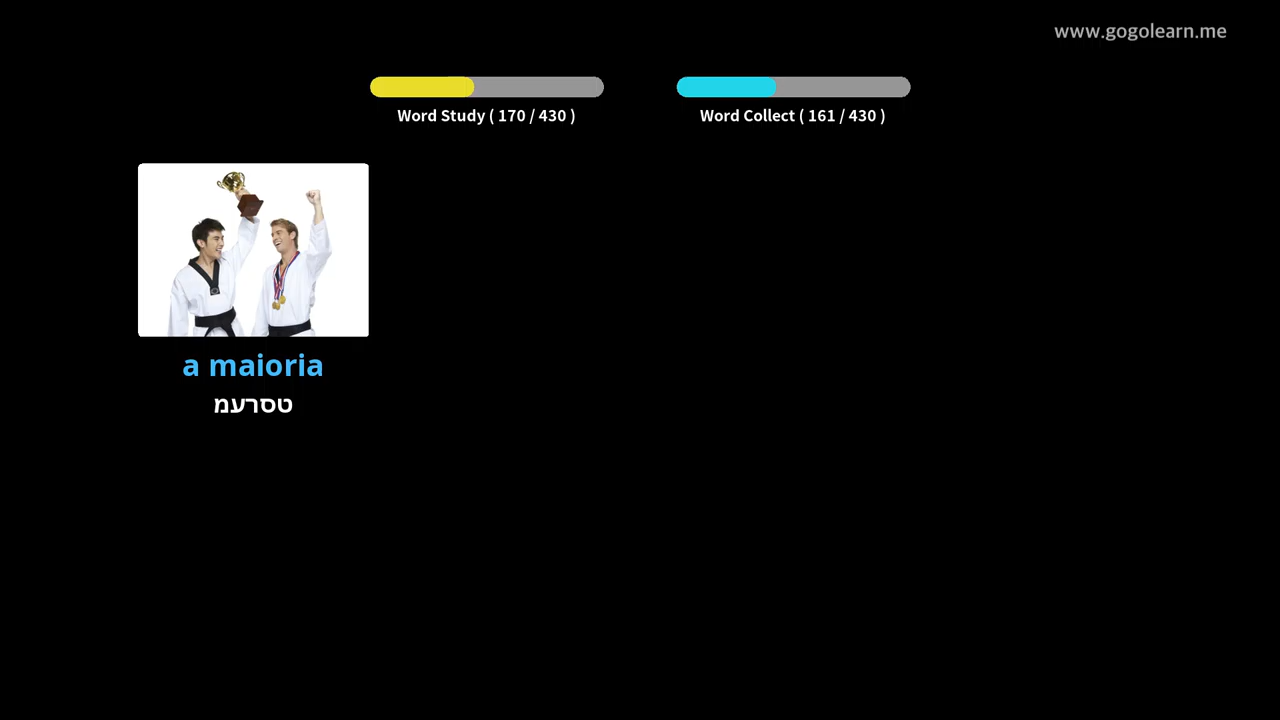 www.gogolearn.me
Word Study ( 170 / 430 )
Word Collect ( 161 / 430 )
a maioria
טסרעמ